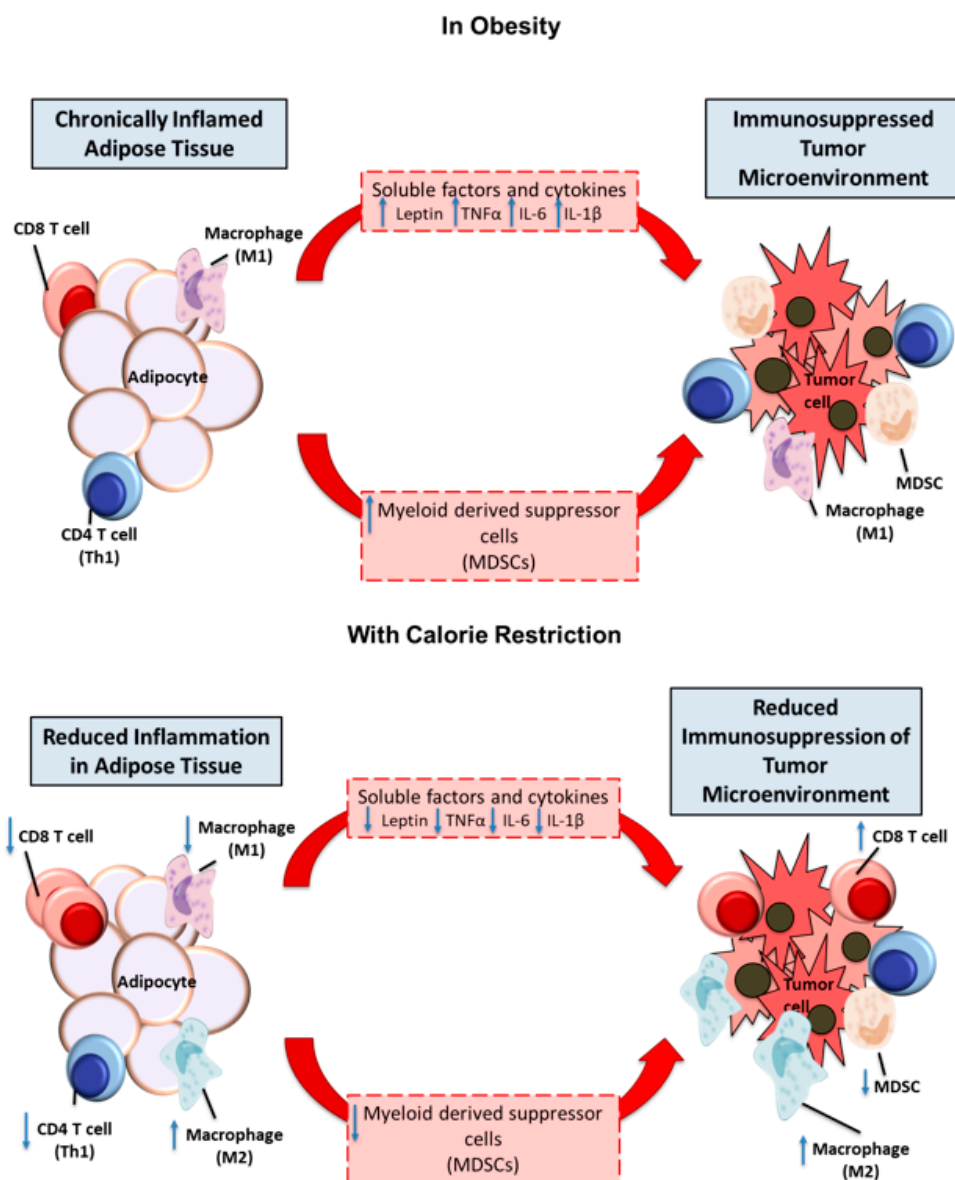 In Obesity
Chronically Inflamed
Adipose Tissue
Immunosuppressed
Tumor
Microenvironment
Soluble factors and cytokines
↑ Leptin ↑ TNFα ↑ IL-6 ↑ IL-1β
CD8 T cell
Macrophage
(M1)
Adipocyte
Tumor
cell
CD4 T cell
(Th1)
↑ Myeloid derived suppressor
cells
(MDSCs)
MDSC
Macrophage
(M1)
With Calorie Restriction
Reduced Inflammation
in Adipose Tissue
Reduced
Immunosuppression of
Tumor
Microenvironment
Soluble factors and cytokines
↓ Leptin ↓ TNFα ↓ IL-6 ↓ IL-1β
↓ CD8 T cell
↓ Macrophage
(M1)
↑ CD8 T cell
Adipocyte
Tumor
cell
↓ CD4 T cell
(Th1)
↑ Macrophage
(M2)
↓ Myeloid derived suppressor
cells
(MDSCs)
↓ MDSC
↑ Macrophage
(M2)